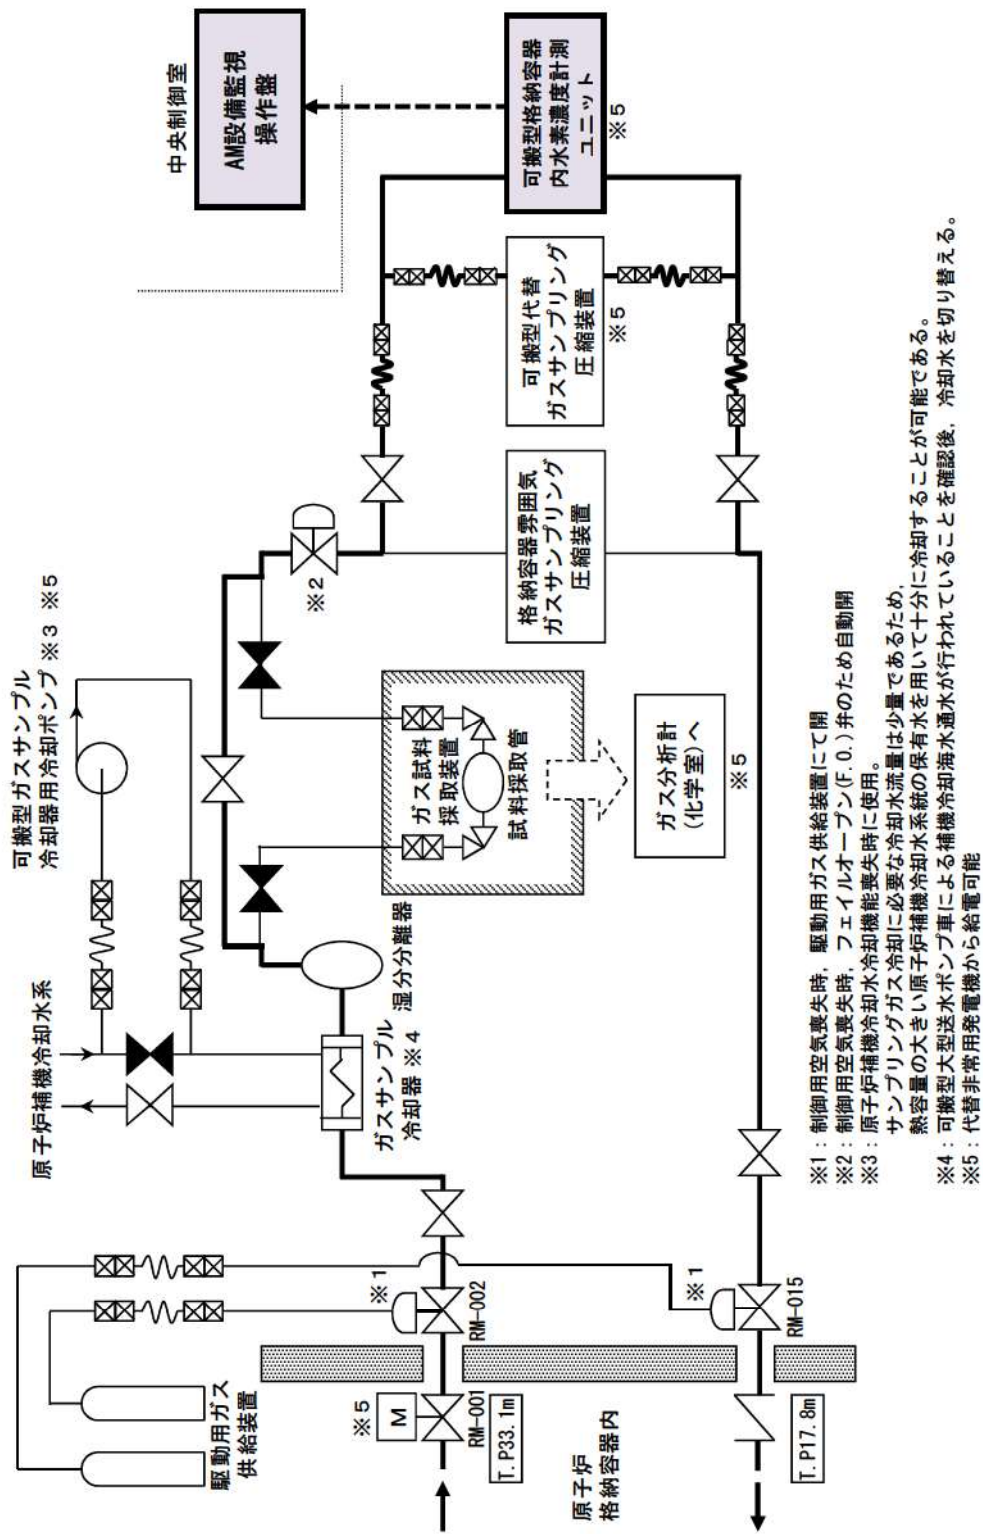 駆動用ガス
供給装置
原子炉補機冷却水系
可搬型ガスサンプル
冷却器用冷却ポンプ ※3 ※5
中央制御室
AM設備監視
操作盤
※5
M
RM-001
T.P33.1m
※1
RM-002
ガスサンプル
冷却器 ※4
湿分分離器
ガス試料
採取装置
試料採取管
ガス分析計
(化学室)へ
※5
※2
格納容器雰囲気
ガスサンプリング
圧縮装置
可搬型代替
ガスサンプリング
圧縮装置
※5
可搬型格納容器
内水素濃度計測
ユニット
※5
原子炉
格納容器内
T.P17.8m
※1
RM-015
※1：制御用空気喪失時，駆動用ガス供給装置にて開
※2：制御用空気喪失時，フェイルオープン(F.O.)弁のため自動開
※3：原子炉補機冷却水冷却機能喪失時に使用。
サンプリングガス冷却に必要な冷却水流量は少量であるため，
熱容量の大きい原子炉補機冷却水系統の保有水を用いて十分に冷却することが可能である。
※4：可搬型大型送水ポンプ車による補機冷却海水通水が行われていることを確認後，冷却水を切り替える。
※5：代替非常用発電機から給電可能